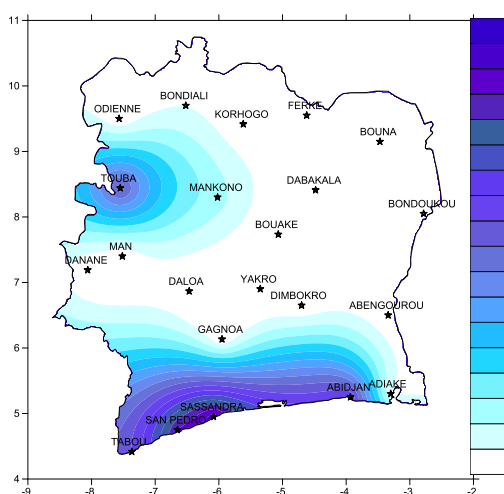 11
BONDIALI
ODIENNE
FERKE
KORHOGO
10
BOUNA
9
TOUBA
MANKONO
DABAKALA
BONDOUKOU
8
BOUAKE
MAN
DANANE
7
DALOA
YAKRO
DIMBOKRO
ABENGOUROU
GAGNOA
6
ABIDJAN
ADIAKE
SASSANDRA
SAN PEDRO
5
TABOU
4
-9 -8 -7 -6 -5 -4 -3 -2